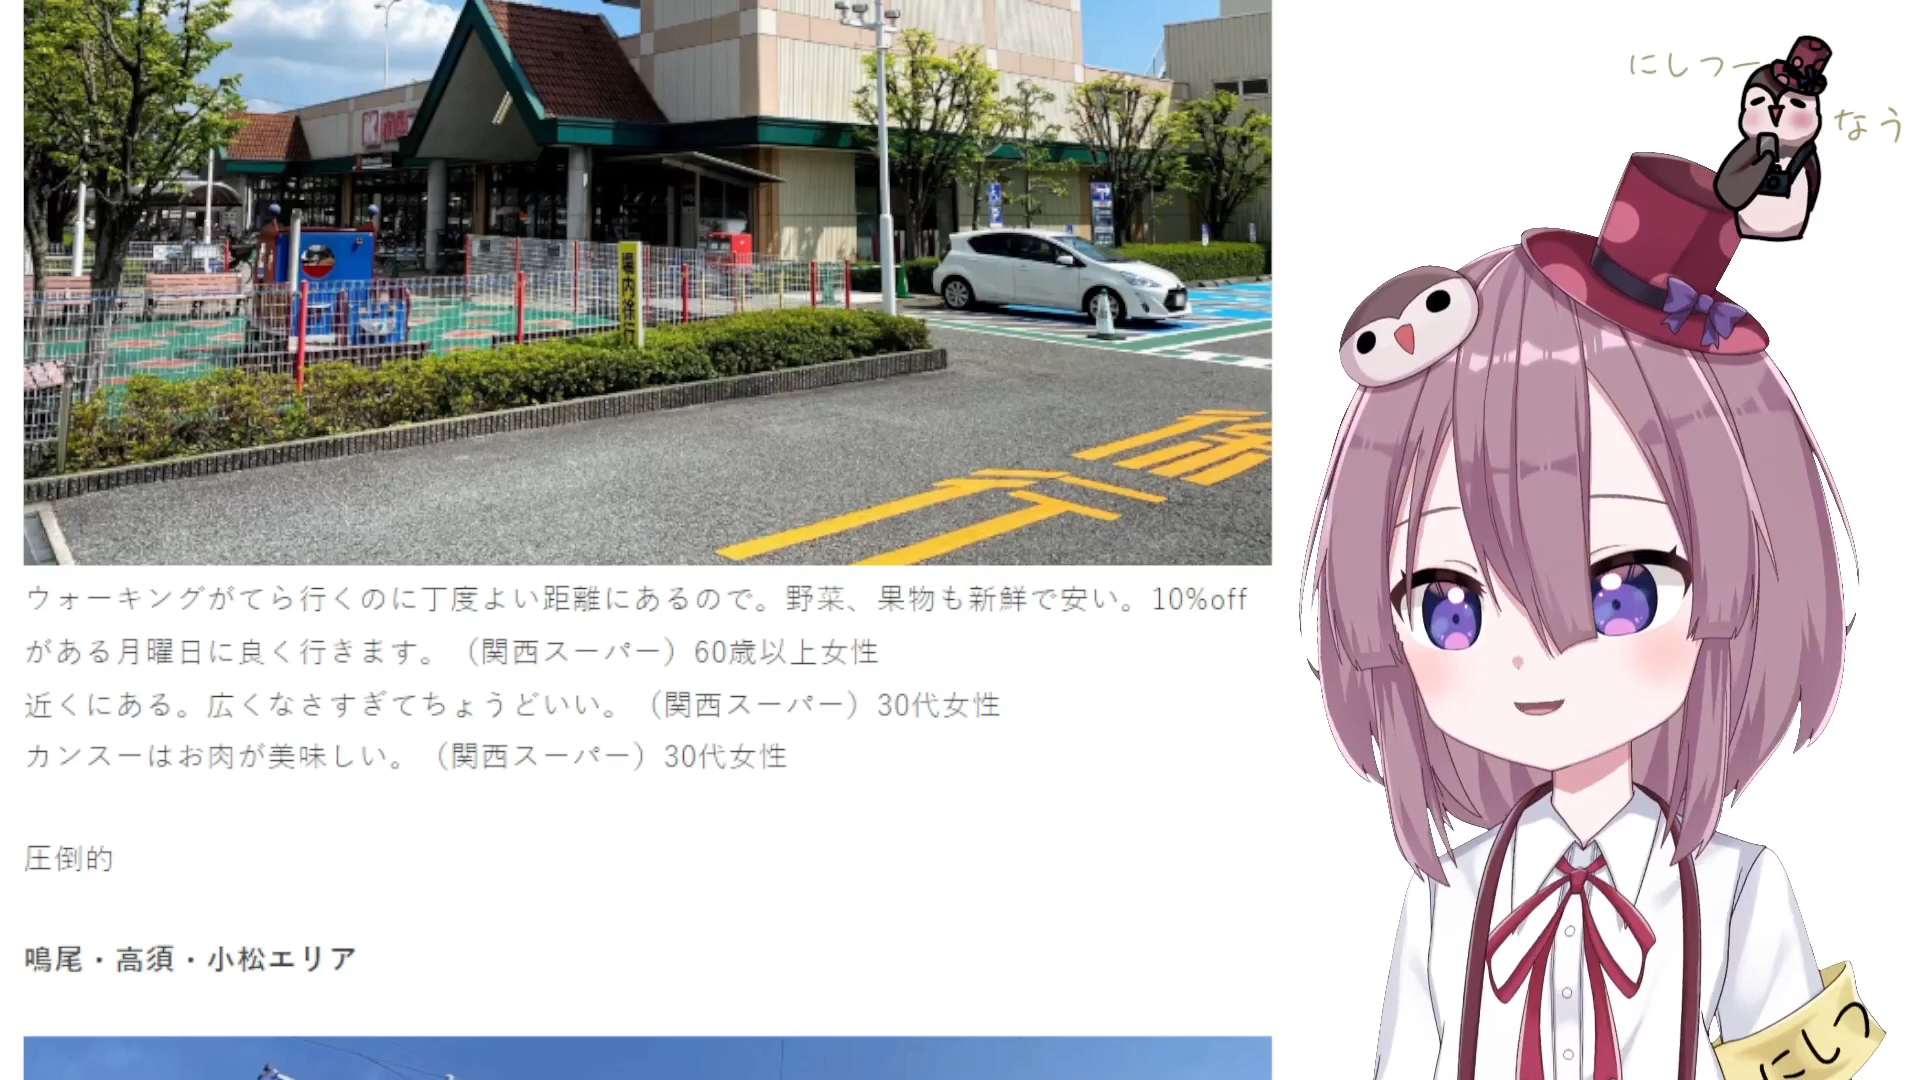 にしつー
なう
場内徐行
徐行
ウォーキングがてら行くのに丁度よい距離にあるので。野菜、果物も新鮮で安い。10%off
がある月曜日に良く行きます。（関西スーパー）60歳以上女性
近くにある。広くなさすぎてちょうどいい。（関西スーパー）30代女性
カンスーはお肉が美味しい。（関西スーパー）30代女性
圧倒的
鳴尾・高須・小松エリア
にしつ